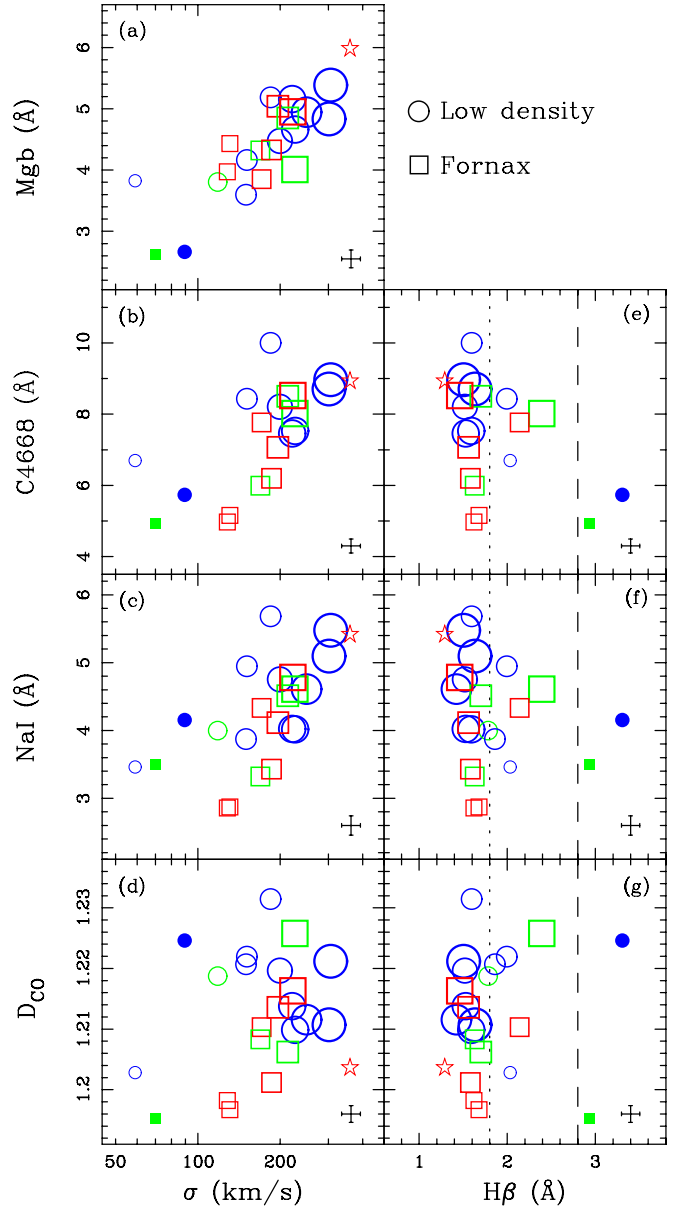 (a)
Mgb (Å)
6
5
4
3
Low density
Fornax
(b)
(e)
C4668 (Å)
10
8
6
4
(c)
(f)
NaI (Å)
6
5
4
3
(d)
(g)
D_CO
1.23
1.22
1.21
1.2
50 100 200
1 2 3
σ (km/s)
Hβ (Å)